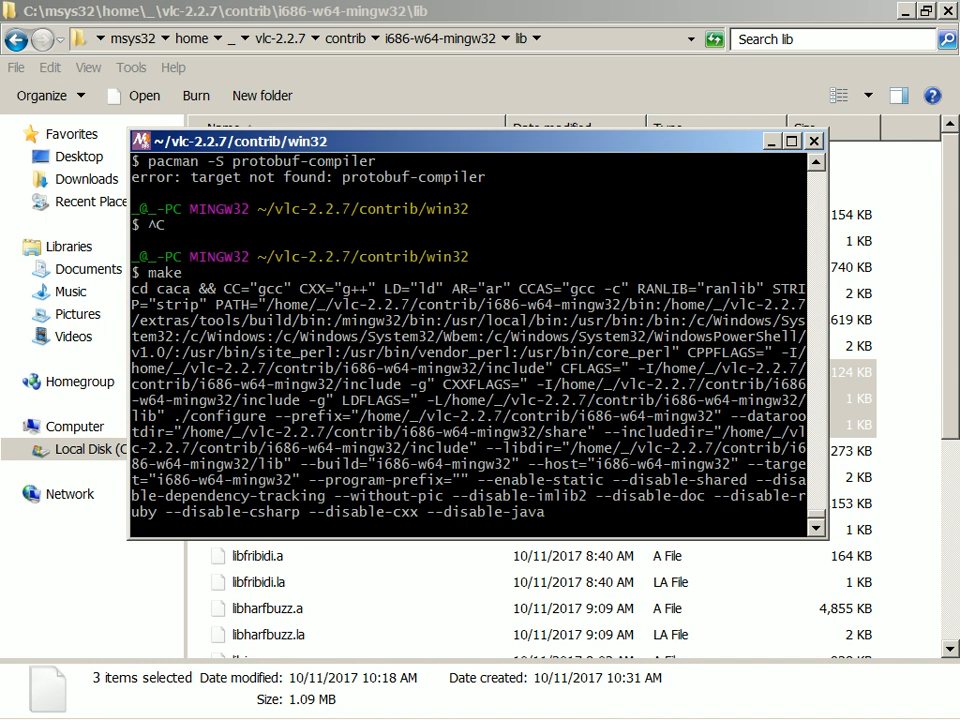 C:\msys32\home\_\vlc-2.2.7\contrib\i686-w64-mingw32\lib
msys32 home _ vlc-2.2.7 contrib i686-w64-mingw32 lib
Search lib
File Edit View Tools Help
Organize Open Burn New folder
Favorites
Desktop
Downloads
Recent Place
Libraries
Documents
Music
Pictures
Videos
Homegroup
Computer
Local Disk (C
Network
~/vlc-2.2.7/contrib/win32
$ pacman -S protobuf-compiler
error: target not found: protobuf-compiler
_@_-PC MINGW32 ~/vlc-2.2.7/contrib/win32
$ ^C
_@_-PC MINGW32 ~/vlc-2.2.7/contrib/win32
$ make
cd caca && CC="gcc" CXX="g++" LD="ld" AR="ar" CCAS="gcc -c" RANLIB="ranlib" STRI
P="strip" PATH="/home/_/vlc-2.2.7/contrib/i686-w64-mingw32/bin:/home/_/vlc-2.2.7
/extras/tools/build/bin:/mingw32/bin:/usr/local/bin:/usr/bin:/bin:/c/Windows/Sys
tem32:/c/Windows:/c/Windows/System32/Wbem:/c/Windows/System32/WindowsPowerShell/
v1.0/:/usr/bin/site_perl:/usr/bin/vendor_perl:/usr/bin/core_perl" CPPFLAGS=" -I/
home/_/vlc-2.2.7/contrib/i686-w64-mingw32/include" CFLAGS=" -I/home/_/vlc-2.2.7/
contrib/i686-w64-mingw32/include -g" CXXFLAGS=" -I/home/_/vlc-2.2.7/contrib/i686
-w64-mingw32/include -g" LDFLAGS=" -L/home/_/vlc-2.2.7/contrib/i686-w64-mingw32/
lib" ./configure --prefix="/home/_/vlc-2.2.7/contrib/i686-w64-mingw32" --dataroo
tdir="/home/_/vlc-2.2.7/contrib/i686-w64-mingw32/share" --includedir="/home/_/vl
c-2.2.7/contrib/i686-w64-mingw32/include" --libdir="/home/_/vlc-2.2.7/contrib/i6
86-w64-mingw32/lib" --build="i686-w64-mingw32" --host="i686-w64-mingw32" --targe
t="i686-w64-mingw32" --program-prefix="" --enable-static --disable-shared --disa
ble-dependency-tracking --without-pic --disable-imlib2 --disable-doc --disable-r
uby --disable-csharp --disable-cxx --disable-java
154 KB
1 KB
740 KB
2 KB
619 KB
2 KB
124 KB
1 KB
1 KB
273 KB
2 KB
153 KB
1 KB
libfribidi.a 10/11/2017 8:40 AM A File 164 KB
libfribidi.la 10/11/2017 8:40 AM LA File 1 KB
libharfbuzz.a 10/11/2017 9:09 AM A File 4,855 KB
libharfbuzz.la 10/11/2017 9:09 AM LA File 2 KB
3 items selected Date modified: 10/11/2017 10:18 AM Date created: 10/11/2017 10:31 AM
Size: 1.09 MB